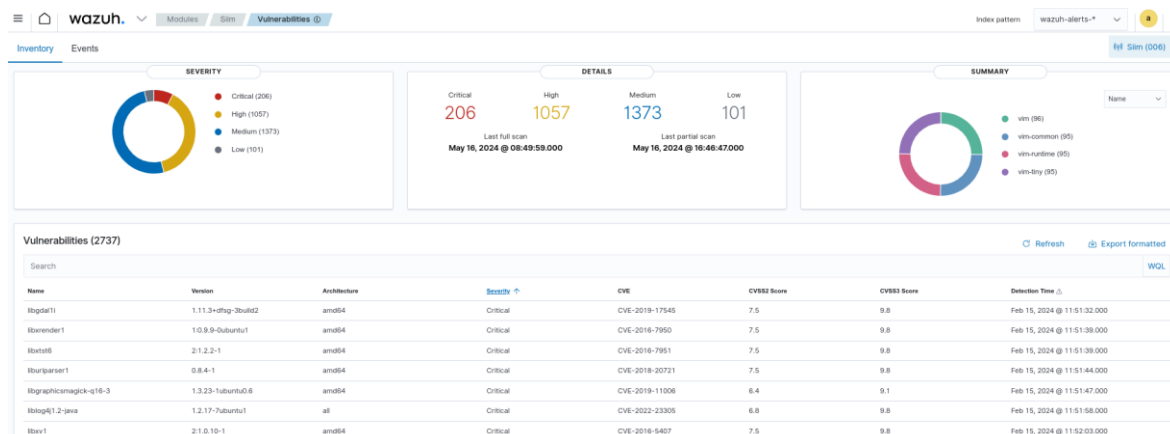 wazuh. Modules Siim Vulnerabilities Index pattern wazuh-alerts-* a
Inventory Events Siim (006)
SEVERITY
Critical (206)
High (1057)
Medium (1373)
Low (101)
DETAILS
Critical High Medium Low
206 1057 1373 101
Last full scan Last partial scan
May 16, 2024 @ 08:49:59.000 May 16, 2024 @ 16:46:47.000
SUMMARY
Name
vim (96)
vim-common (95)
vim-runtime (95)
vim-tiny (95)
Vulnerabilities (2737) Refresh Export formatted
Search WQL
Name Version Architecture Severity CVE CVSS2 Score CVSS3 Score Detection Time
libgdal1i 1.11.3+dfsg-3build2 amd64 Critical CVE-2019-17545 7.5 9.8 Feb 15, 2024 @ 11:51:32.000
libxrender1 1:0.9.9-0ubuntu1 amd64 Critical CVE-2016-7950 7.5 9.8 Feb 15, 2024 @ 11:51:39.000
libxtst6 2:1.2.2-1 amd64 Critical CVE-2016-7951 7.5 9.8 Feb 15, 2024 @ 11:51:39.000
liburiparser1 0.8.4-1 amd64 Critical CVE-2018-20721 7.5 9.8 Feb 15, 2024 @ 11:51:44.000
libgraphicsmagick-q16-3 1.3.23-1ubuntu0.6 amd64 Critical CVE-2019-11006 6.4 9.1 Feb 15, 2024 @ 11:51:47.000
liblog4j1.2-java 1.2.17-7ubuntu1 all Critical CVE-2022-23305 6.8 9.8 Feb 15, 2024 @ 11:51:58.000
libxv1 2:1.0.10-1 amd64 Critical CVE-2016-5407 7.5 9.8 Feb 15, 2024 @ 11:52:03.000